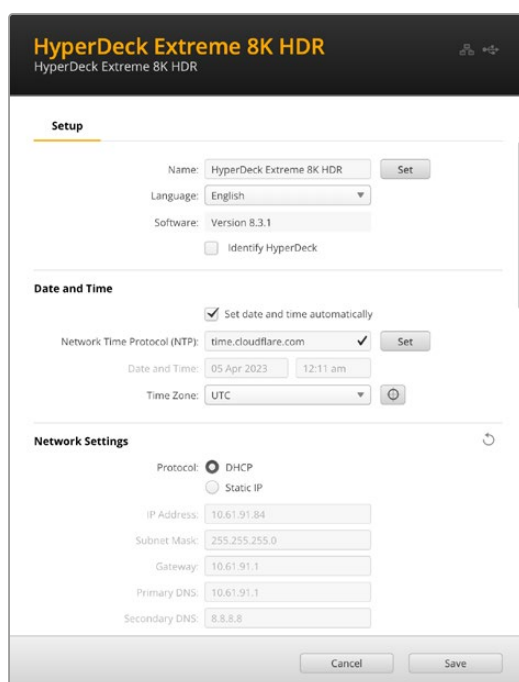 HyperDeck Extreme 8K HDR
HyperDeck Extreme 8K HDR
Setup
Name: HyperDeck Extreme 8K HDR Set
Language: English
Software: Version 8.3.1
Identify HyperDeck
Date and Time
Set date and time automatically
Network Time Protocol (NTP): time.cloudflare.com Set
Date and Time: 05 Apr 2023 12:11 am
Time Zone: UTC
Network Settings
Protocol: DHCP
Static IP
IP Address: 10.61.91.84
Subnet Mask: 255.255.255.0
Gateway: 10.61.91.1
Primary DNS: 10.61.91.1
Secondary DNS: 8.8.8.8
Cancel Save